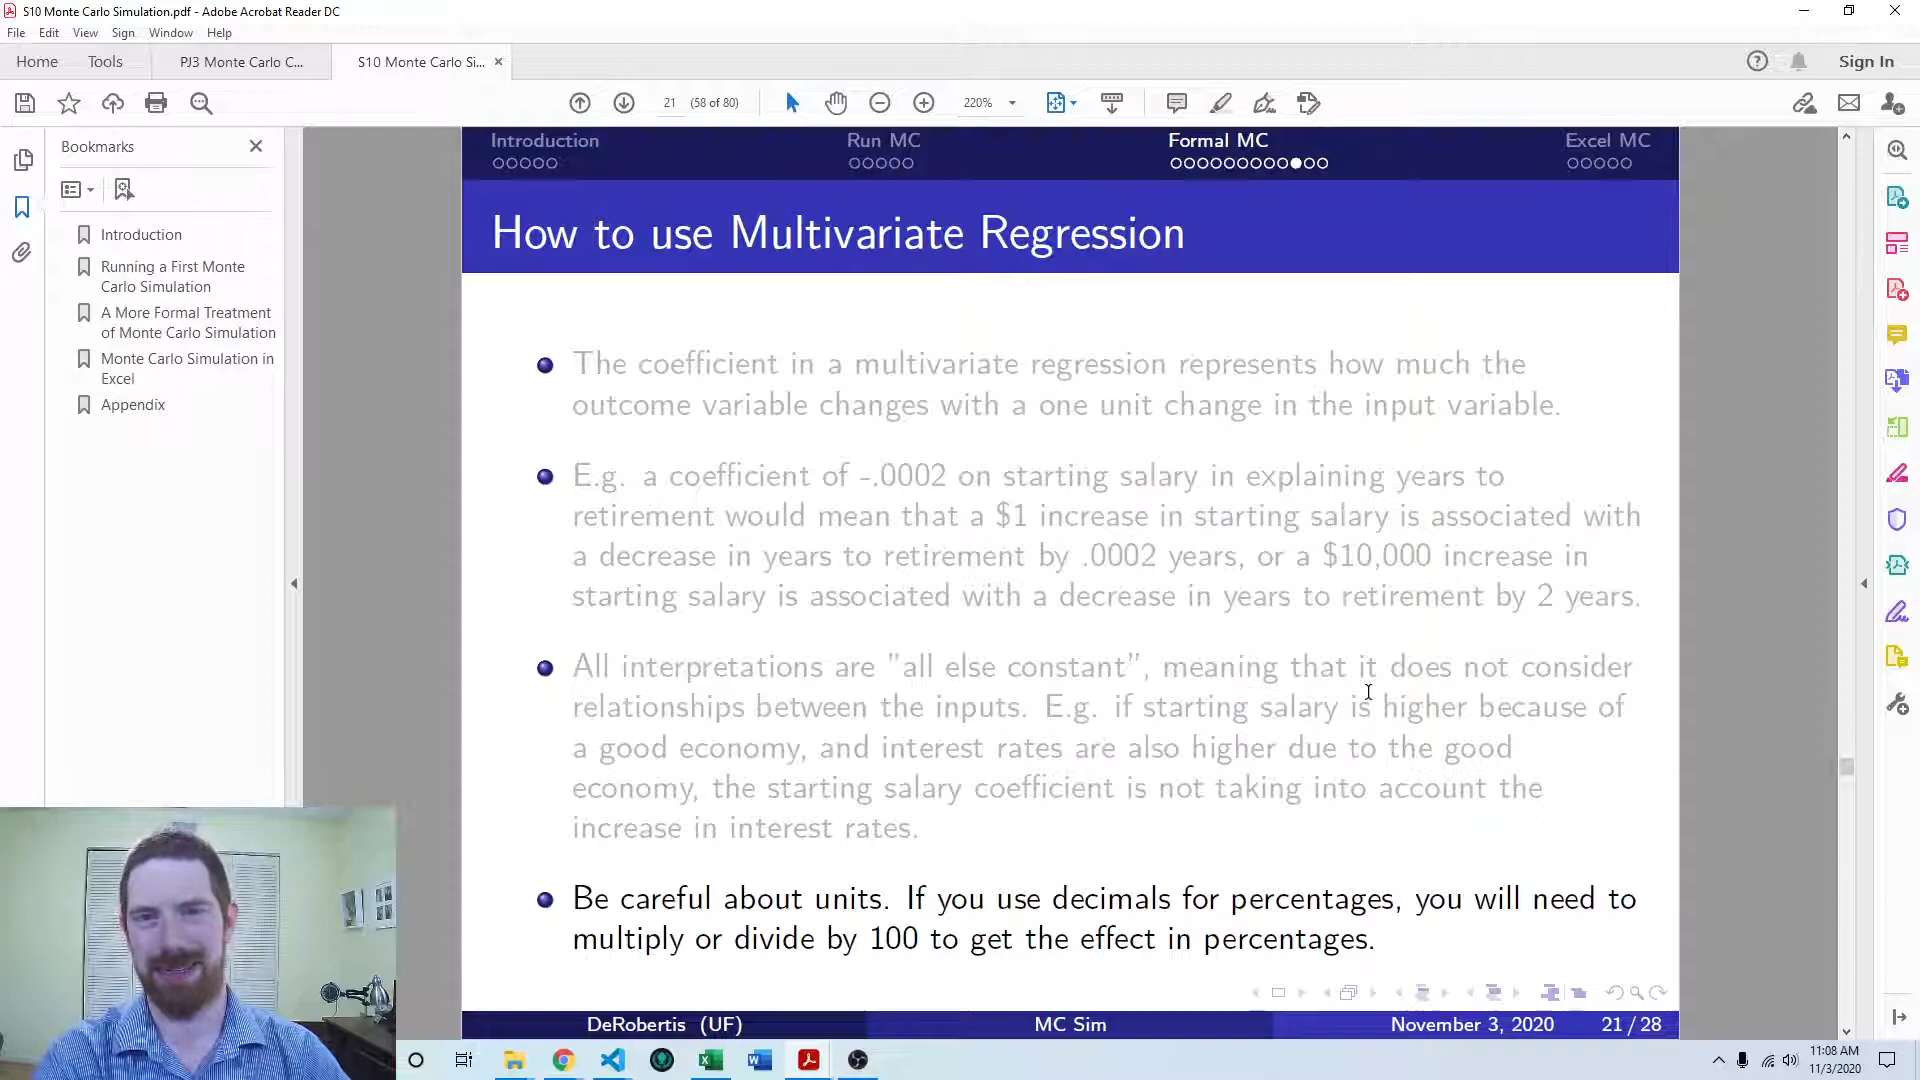 S10 Monte Carlo Simulation.pdf - Adobe Acrobat Reader DC
File Edit View Sign Window Help
Home Tools PJ3 Monte Carlo C... S10 Monte Carlo Si... Sign In
21 (58 of 80) 220%
Bookmarks
Introduction
Running a First Monte
Carlo Simulation
A More Formal Treatment
of Monte Carlo Simulation
Monte Carlo Simulation in
Excel
Appendix
Introduction Run MC Formal MC Excel MC
How to use Multivariate Regression
The coefficient in a multivariate regression represents how much the
outcome variable changes with a one unit change in the input variable.
E.g. a coefficient of -.0002 on starting salary in explaining years to
retirement would mean that a $1 increase in starting salary is associated with
a decrease in years to retirement by .0002 years, or a $10,000 increase in
starting salary is associated with a decrease in years to retirement by 2 years.
All interpretations are "all else constant", meaning that it does not consider
relationships between the inputs. E.g. if starting salary is higher because of
a good economy, and interest rates are also higher due to the good
economy, the starting salary coefficient is not taking into account the
increase in interest rates.
Be careful about units. If you use decimals for percentages, you will need to
multiply or divide by 100 to get the effect in percentages.
DeRobertis (UF) MC Sim November 3, 2020 21 / 28
11:08 AM
11/3/2020